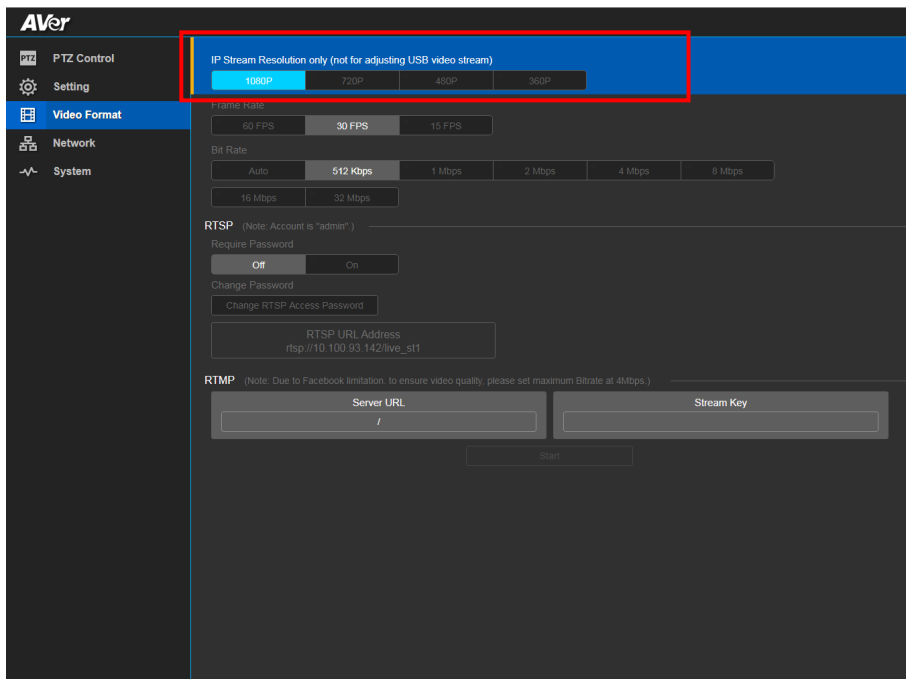 AVer
PTZ PTZ Control
Setting
Video Format
Network
System
IP Stream Resolution only (not for adjusting USB video stream)
1080P 720P 480P 360P
Frame Rate
60 FPS 30 FPS 15 FPS
Bit Rate
Auto 512 Kbps 1 Mbps 2 Mbps 4 Mbps 8 Mbps
16 Mbps 32 Mbps
RTSP (Note: Account is "admin".)
Require Password
Off On
Change Password
Change RTSP Access Password
RTSP URL Address
rtsp://10.100.93.142/live_st1
RTMP (Note: Due to Facebook limitation. to ensure video quality, please set maximum Bitrate at 4Mbps.)
Server URL Stream Key
/
Start